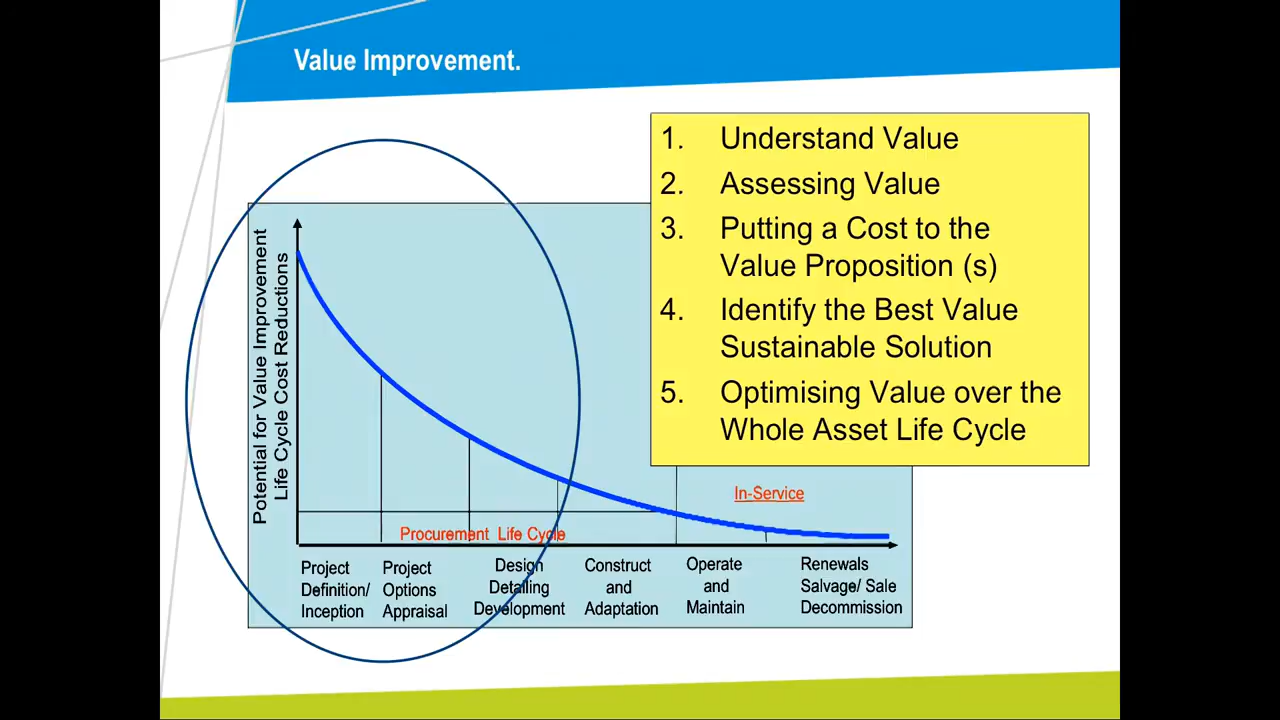 Value Improvement.
1. Understand Value
2. Assessing Value
3. Putting a Cost to the
Value Proposition (s)
4. Identify the Best Value
Sustainable Solution
5. Optimising Value over the
Whole Asset Life Cycle
Potential for Value Improvement
Life Cycle Cost Reductions
In-Service
Procurement Life Cycle
Project
Definition/
Inception
Project
Options
Appraisal
Design
Detailing
Development
Construct
and
Adaptation
Operate
and
Maintain
Renewals
Salvage/ Sale
Decommission